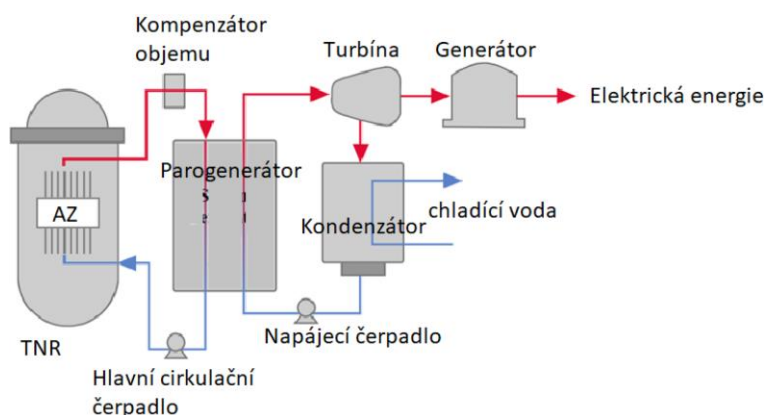 Kompenzátor
objemu
Turbína
Generátor
Elektrická energie
Parogenerátor
AZ
Kondenzátor
chladící voda
TNR
Hlavní cirkulační
čerpadlo
Napájecí čerpadlo